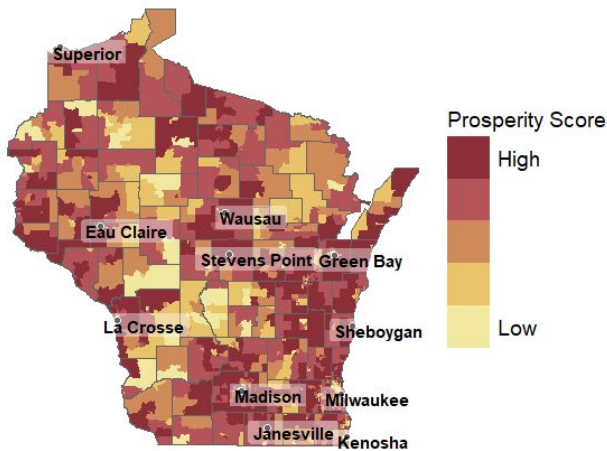 Superior
Prosperity Score
High
Wausau
Eau Claire
Stevens Point
Green Bay
La Crosse
Sheboygan
Low
Madison
Milwaukee
Janesville
Kenosha